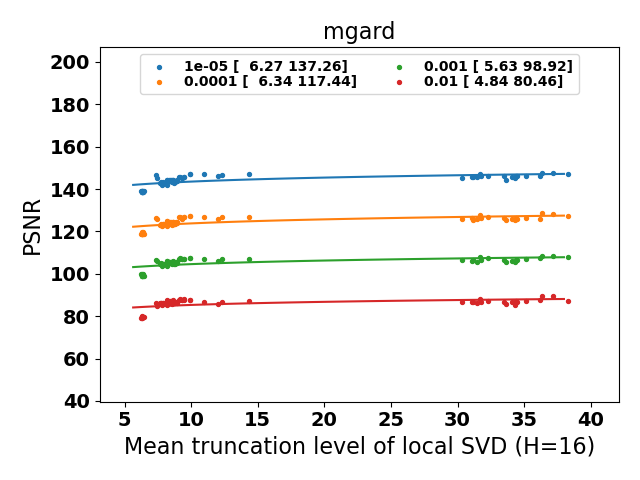 mgard
1e-05 [  6.27 137.26]
0.0001 [  6.34 117.44]
0.001 [ 5.63 98.92]
0.01 [ 4.84 80.46]
PSNR
200
180
160
140
120
100
80
60
40
5 10 15 20 25 30 35 40
Mean truncation level of local SVD (H=16)